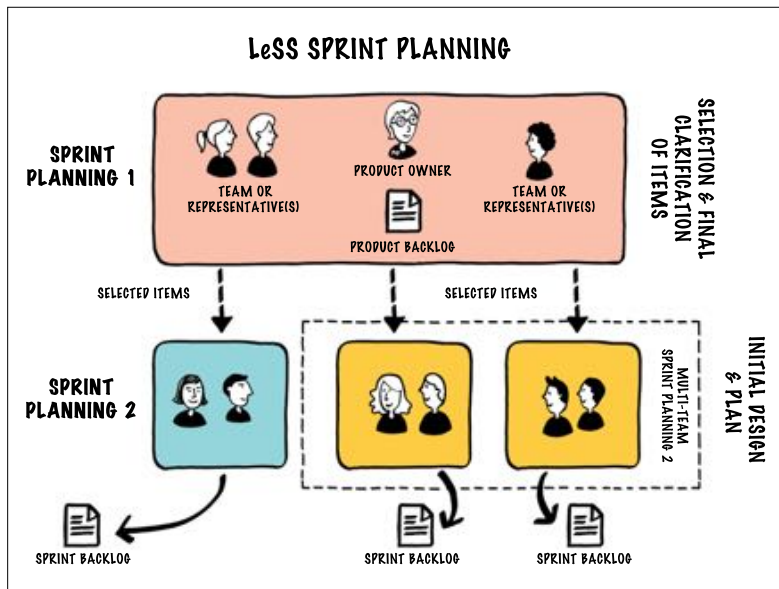 LeSS SPRINT PLANNING
SPRINT
PLANNING 1
TEAM OR
REPRESENTATIVE(S)
PRODUCT OWNER
PRODUCT BACKLOG
TEAM OR
REPRESENTATIVE(S)
SELECTION & FINAL
CLARIFICATION
OF ITEMS
SELECTED ITEMS
SELECTED ITEMS
SPRINT
PLANNING 2
MULTI-TEAM
SPRINT PLANNING 2
INITIAL DESIGN
& PLAN
SPRINT BACKLOG
SPRINT BACKLOG
SPRINT BACKLOG